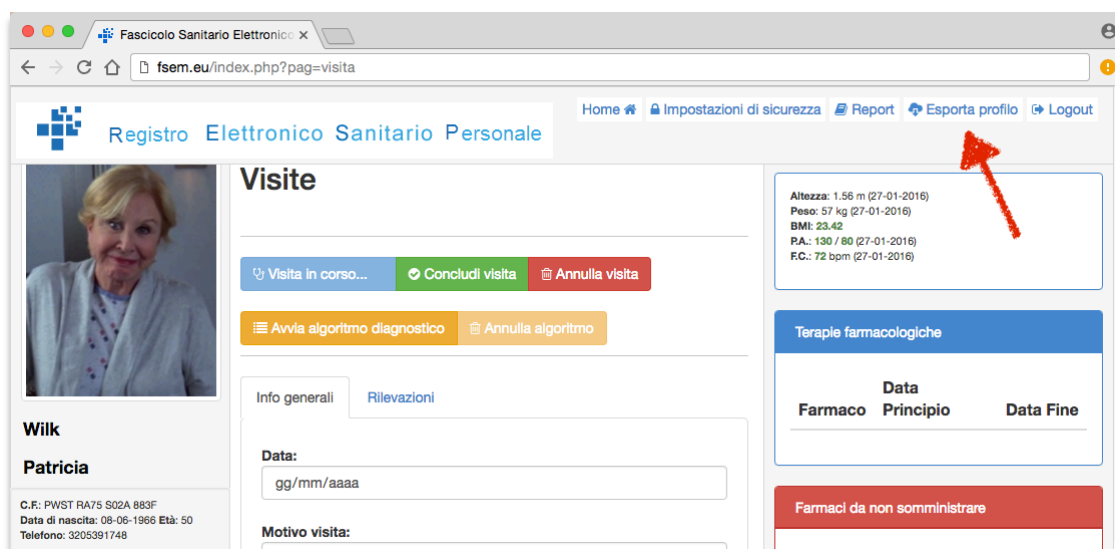 Fascicolo Sanitario Elettronico
fsem.eu/index.php?pag=visita
Registro Elettronico Sanitario Personale
Home Impostazioni di sicurezza Report Esporta profilo Logout
Wilk
Patricia
C.F.: PWST RA75 S02A 883F
Data di nascita: 08-06-1966 Età: 50
Telefono: 3205391748
Visite
Visita in corso... Concludi visita Annulla visita
Avvia algoritmo diagnostico Annulla algoritmo
Info generali Rilevazioni
Data:
gg/mm/aaaa
Motivo visita:
Altezza: 1.56 m (27-01-2016)
Peso: 57 kg (27-01-2016)
BMI: 23.42
P.A.: 130 / 80 (27-01-2016)
F.C.: 72 bpm (27-01-2016)
Terapie farmacologiche
Farmaco Data Principio Data Fine
Farmaci da non somministrare